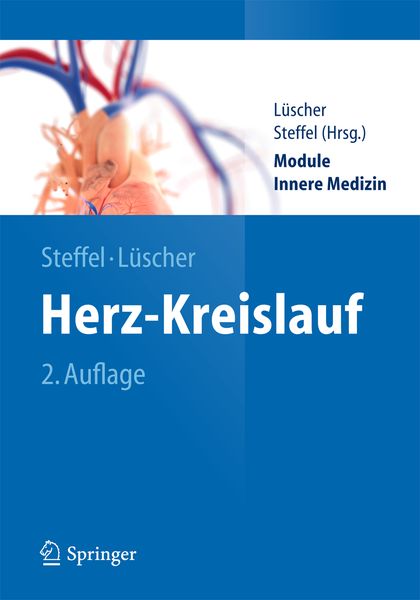 Lüscher
Steffel (Hrsg.)
Module
Innere Medizin
Steffel · Lüscher
Herz-Kreislauf
2. Auflage
Springer